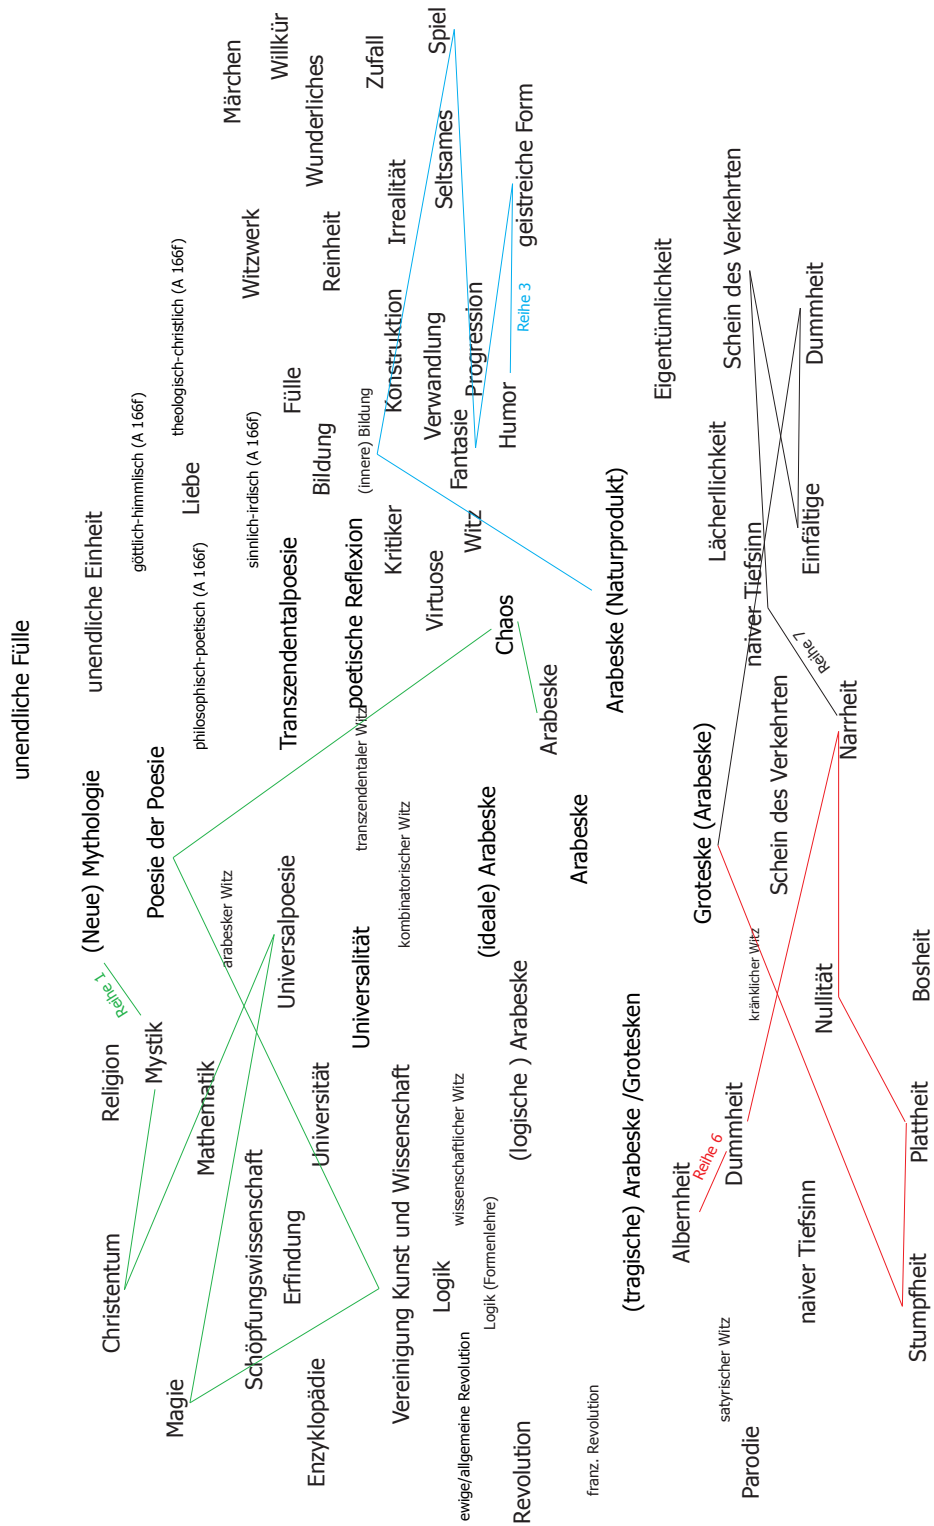 unendliche Fülle
(Neue) Mythologie
unendliche Einheit
Christentum
Religion
göttlich-himmlisch (A 166f)
Mystik
Poesie der Poesie
Reihe 1
Magie
theologisch-christlich (A 166f)
Liebe
Mathematik
philosophisch-poetisch (A 166f)
arabesker Witz
Märchen
Schöpfungswissenschaft
sinnlich-irdisch (A 166f)
Witzwerk
Erfindung
Universalpoesie
Transzendentalpoesie
Fülle
Willkür
Enzyklopädie
Universität
Bildung
Reinheit
Wunderliches
Universalität
transzendentaler Witz
poetische Reflexion
(innere) Bildung
Zufall
Vereinigung Kunst und Wissenschaft
kombinatorischer Witz
Kritiker
Konstruktion
Irrealität
Logik
Virtuose
Verwandlung
Seltsames
Spiel
ewige/allgemeine Revolution
wissenschaftlicher Witz
Fantasie
Witz
Progression
Logik (Formenlehre)
(ideale) Arabeske
Chaos
Humor
Revolution
(logische ) Arabeske
Reihe 3
geistreiche Form
Arabeske
Arabeske
franz. Revolution
Arabeske (Naturprodukt)
(tragische) Arabeske /Grotesken
Eigentümlichkeit
Albernheit
Reihe 6
Groteske (Arabeske)
Lächerllichkeit
satyrischer Witz
Dummheit
Schein des Verkehrten
Parodie
kränklicher Witz
naiver Tiefsinn
naiver Tiefsinn
Schein des Verkehrten
Reihe 7
Einfältige
Dummheit
Nullität
Narrheit
Stumpfheit
Plattheit
Bosheit